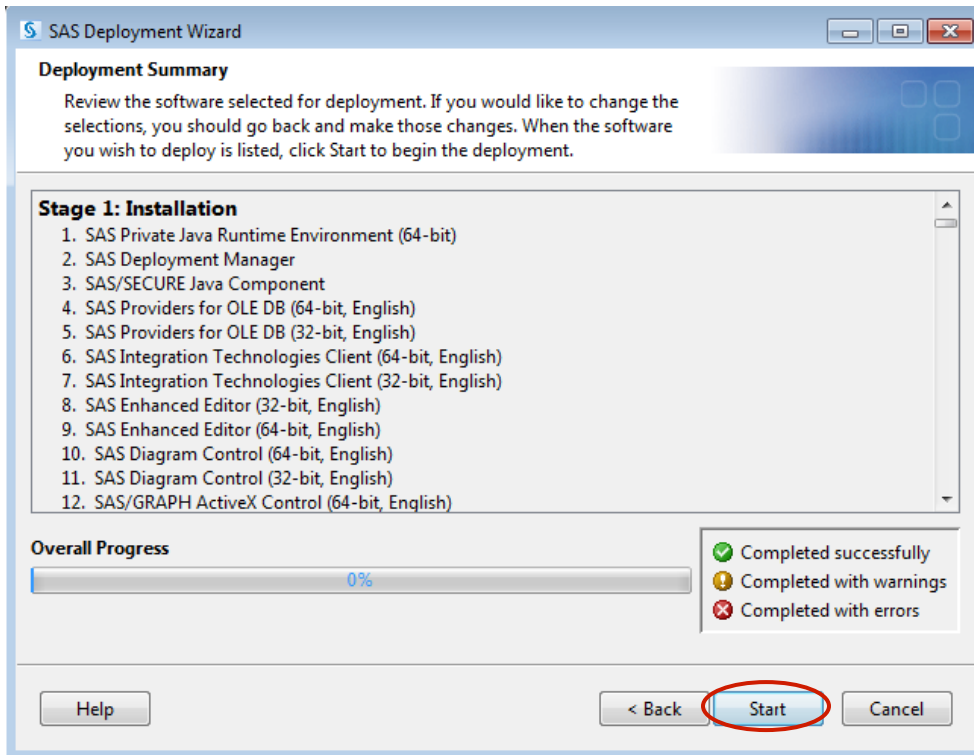 SAS Deployment Wizard
Deployment Summary
Review the software selected for deployment. If you would like to change the
selections, you should go back and make those changes. When the software
you wish to deploy is listed, click Start to begin the deployment.
Stage 1: Installation
1. SAS Private Java Runtime Environment (64-bit)
2. SAS Deployment Manager
3. SAS/SECURE Java Component
4. SAS Providers for OLE DB (64-bit, English)
5. SAS Providers for OLE DB (32-bit, English)
6. SAS Integration Technologies Client (64-bit, English)
7. SAS Integration Technologies Client (32-bit, English)
8. SAS Enhanced Editor (32-bit, English)
9. SAS Enhanced Editor (64-bit, English)
10. SAS Diagram Control (64-bit, English)
11. SAS Diagram Control (32-bit, English)
12. SAS/GRAPH ActiveX Control (64-bit, English)
Overall Progress
0%
Completed successfully
Completed with warnings
Completed with errors
Help
< Back
Start
Cancel